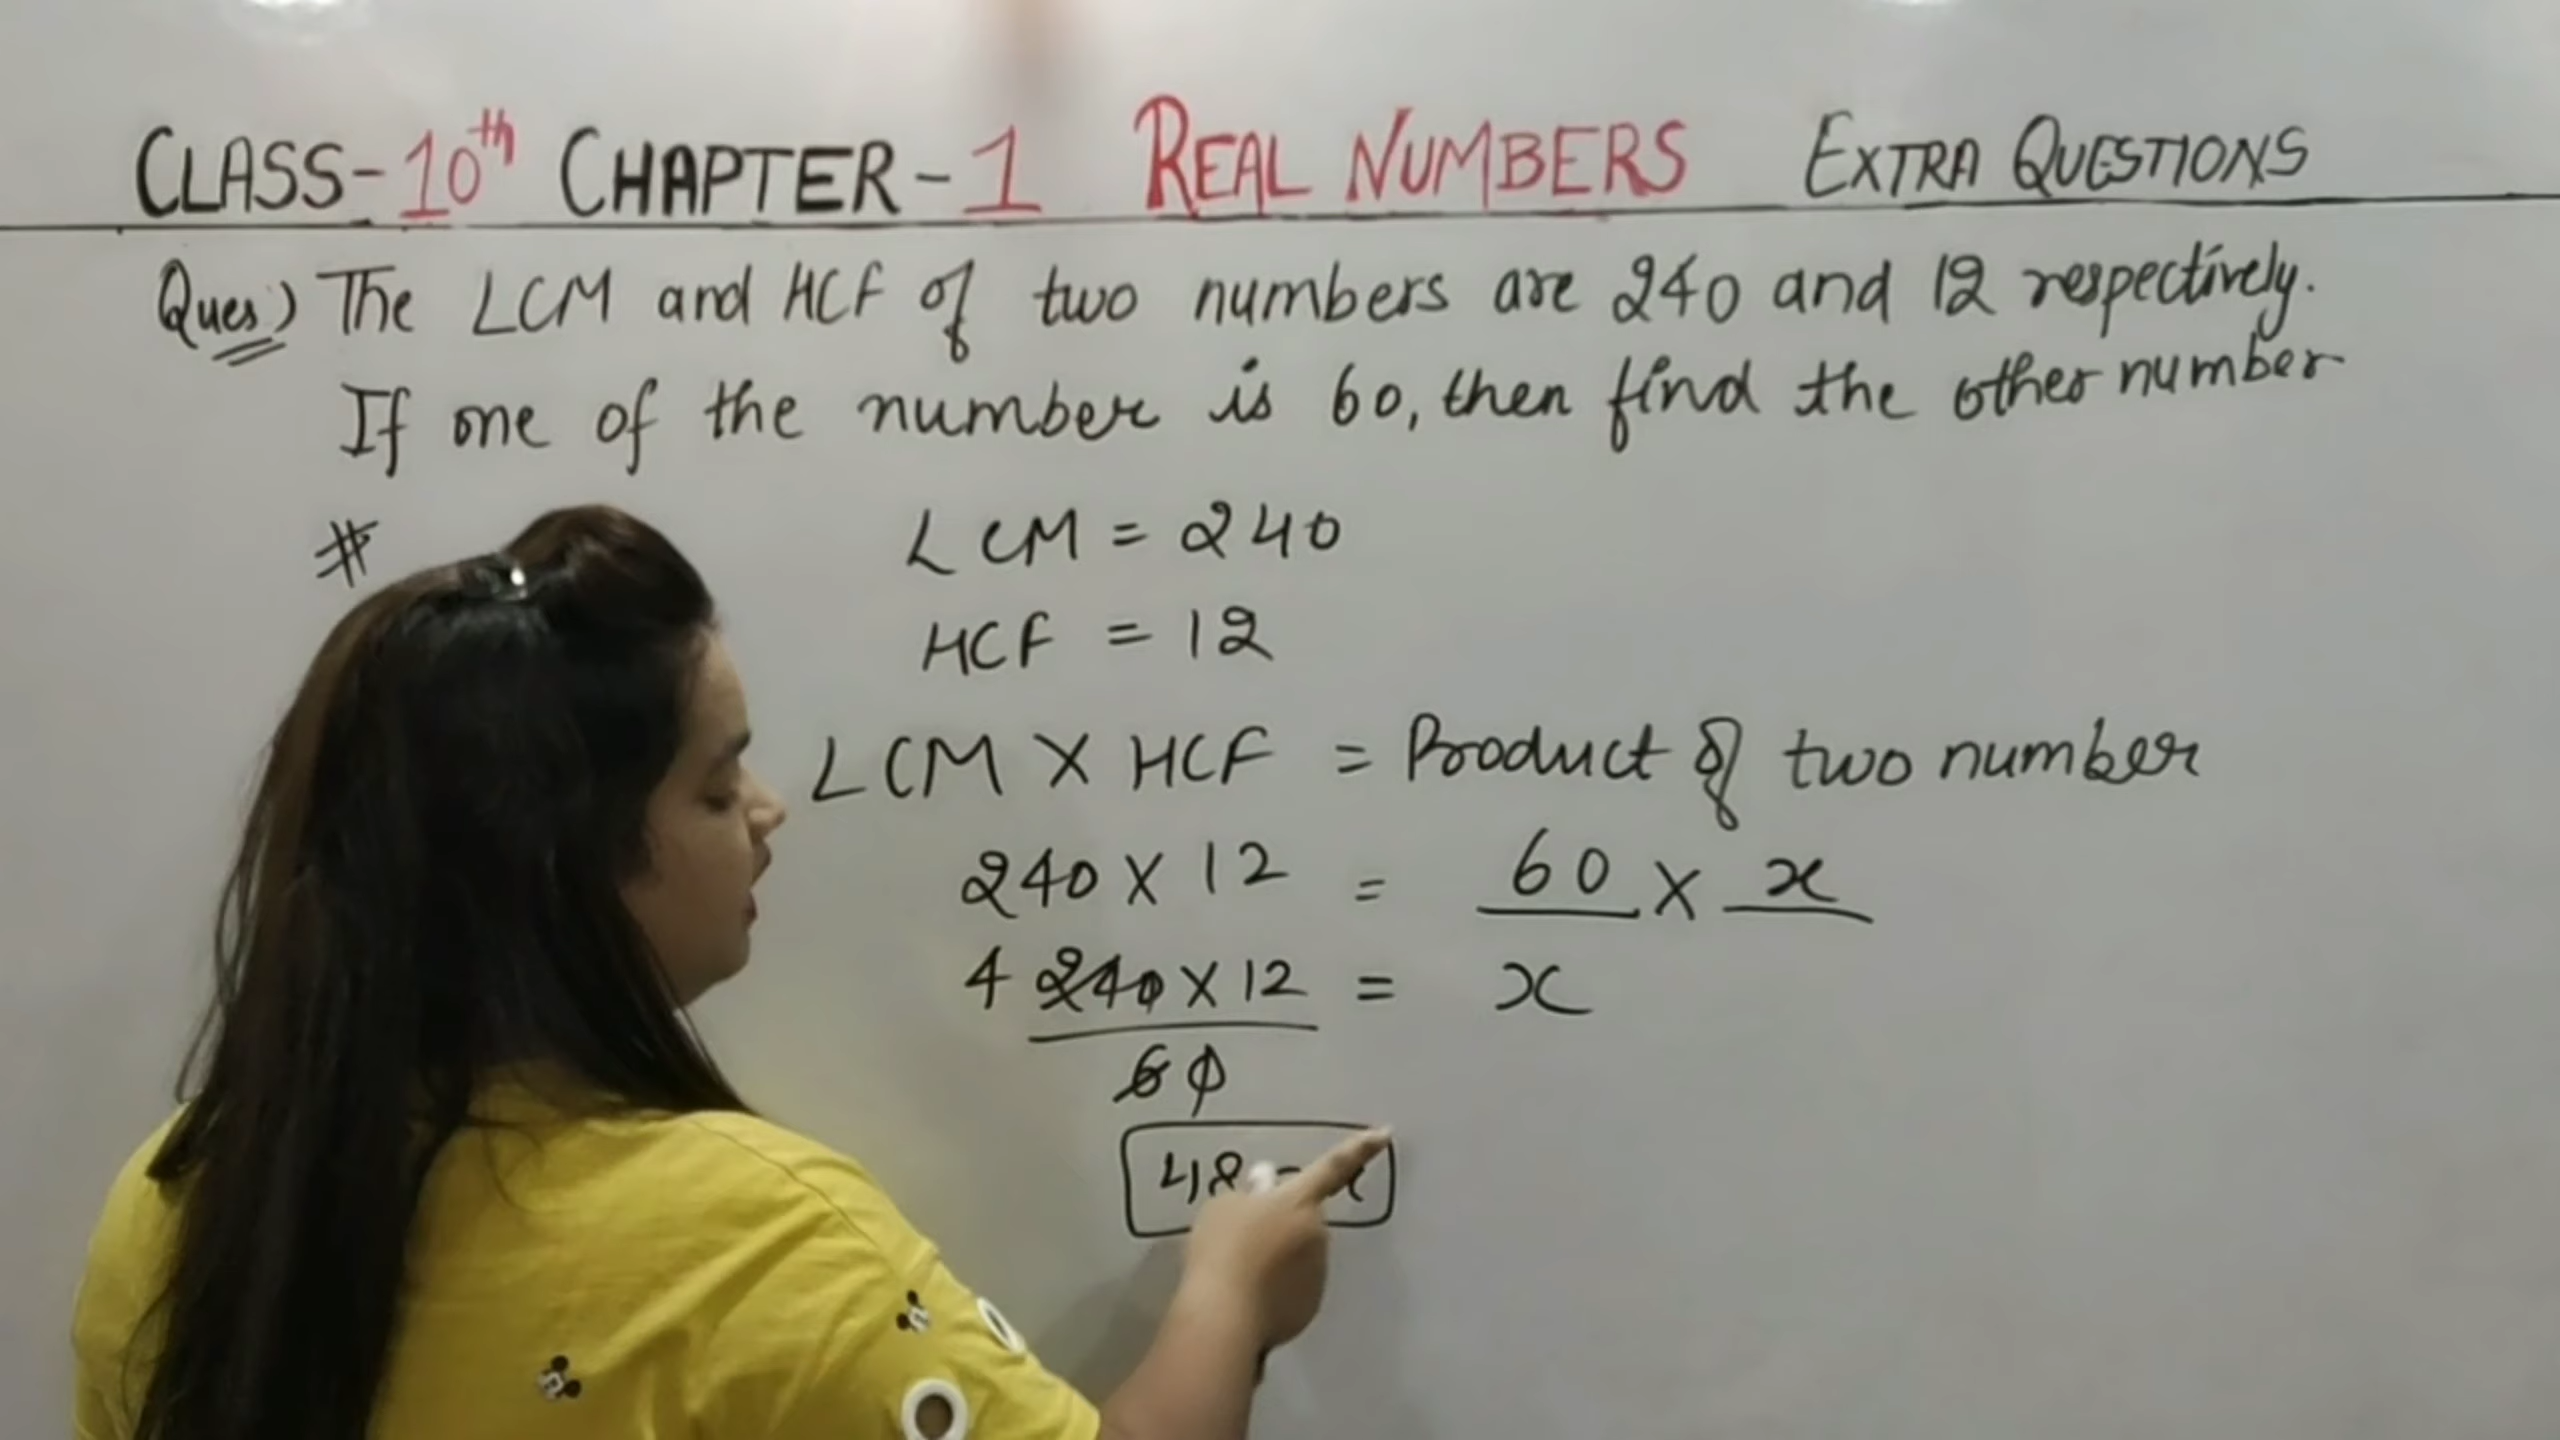 CLASS-10th CHAPTER-1 REAL NUMBERS EXTRA QUESTIONS
Ques) The LCM and HCF of two numbers are 240 and 12 respectively.
If one of the number is 60, then find the other number
#
LCM = 240
HCF = 12
LCM X HCF = Product of two number
240 X 12 = 60 X x
4 240 X 12 = x
60
48 = x